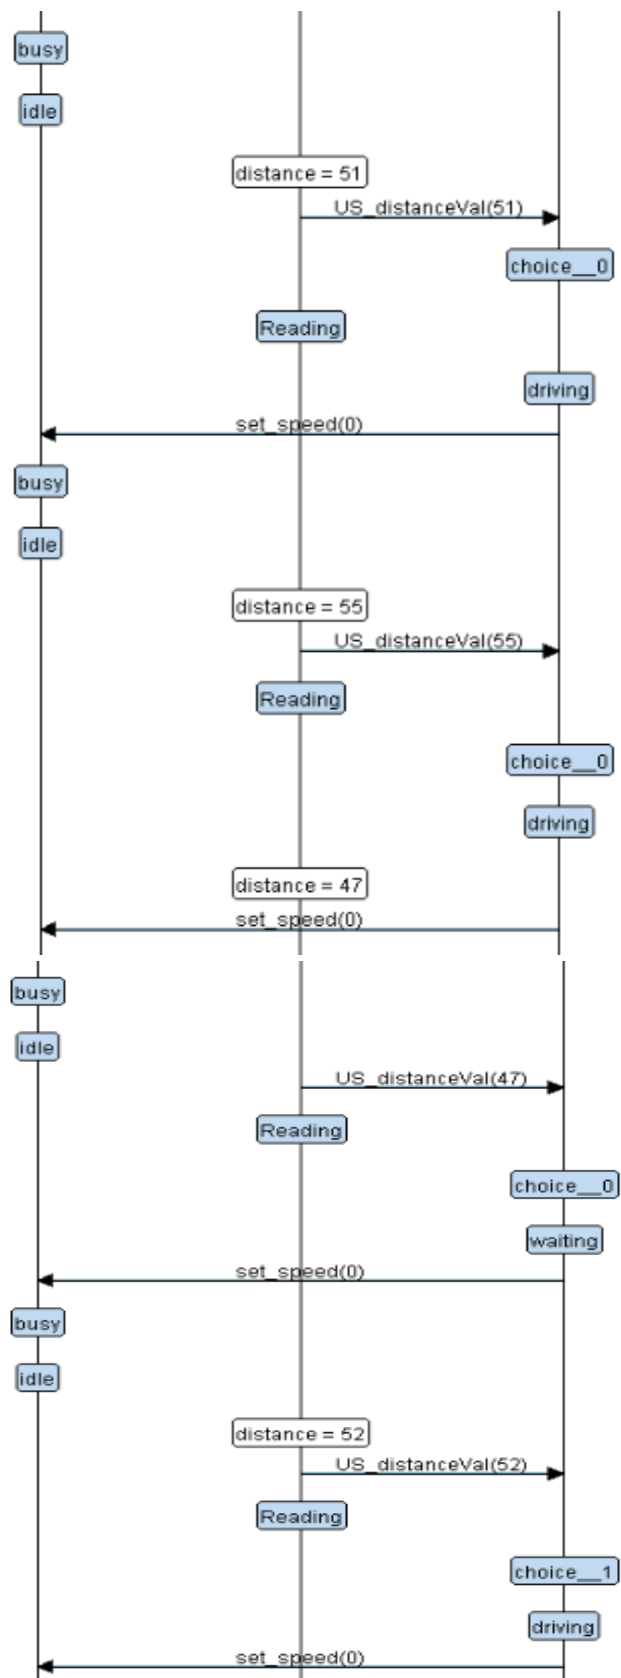 busy
idle
distance = 51
US_distanceVal(51)
choice__0
Reading
driving
set_speed(0)
busy
idle
distance = 55
US_distanceVal(55)
Reading
choice__0
driving
distance = 47
set_speed(0)
busy
idle
US_distanceVal(47)
Reading
choice__0
waiting
set_speed(0)
busy
idle
distance = 52
US_distanceVal(52)
Reading
choice__1
driving
set_speed(0)